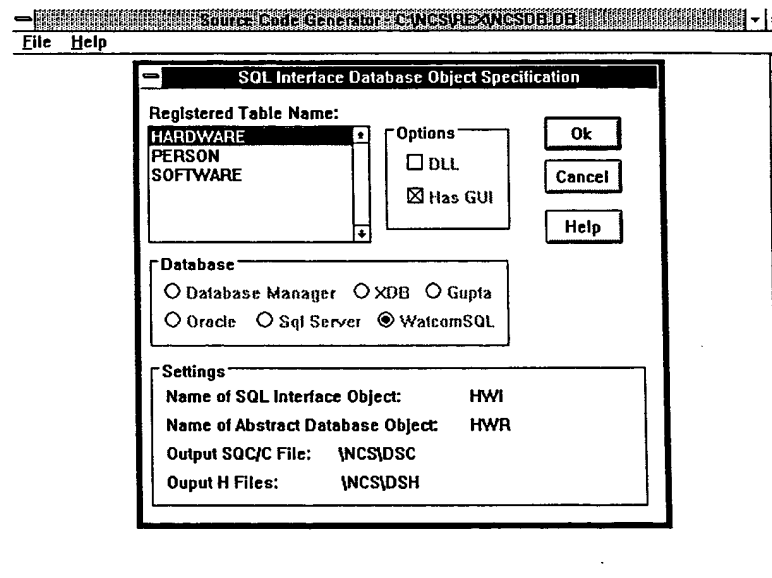 Source Code Generator - C:\NCS\REX\NCSDB.DB
File Help
SQL Interface Database Object Specification
Registered Table Name:
HARDWARE
PERSON
SOFTWARE
Options
DLL
Has GUI
Ok
Cancel
Help
Database
Database Manager XDB Gupta
Oracle Sql Server WatcomSQL
Settings
Name of SQL Interface Object: HWI
Name of Abstract Database Object: HWR
Output SQC/C File: \NCS\DSC
Ouput H Files: \NCS\DSH